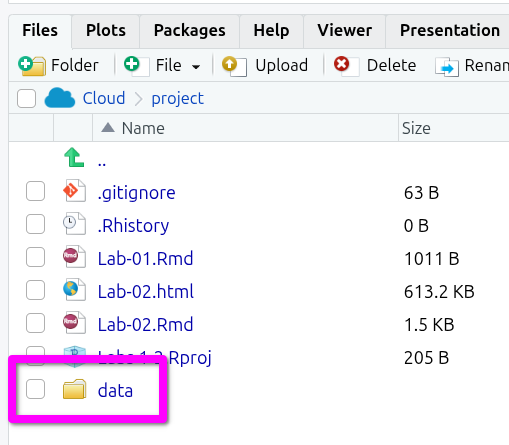 Files Plots Packages Help Viewer Presentation
Folder File Upload Delete Renam
Cloud project
Name Size
..
.gitignore 63 B
.Rhistory 0 B
Lab-01.Rmd 1011 B
Lab-02.html 613.2 KB
Lab-02.Rmd 1.5 KB
Labs-1-2.Rproj 205 B
data